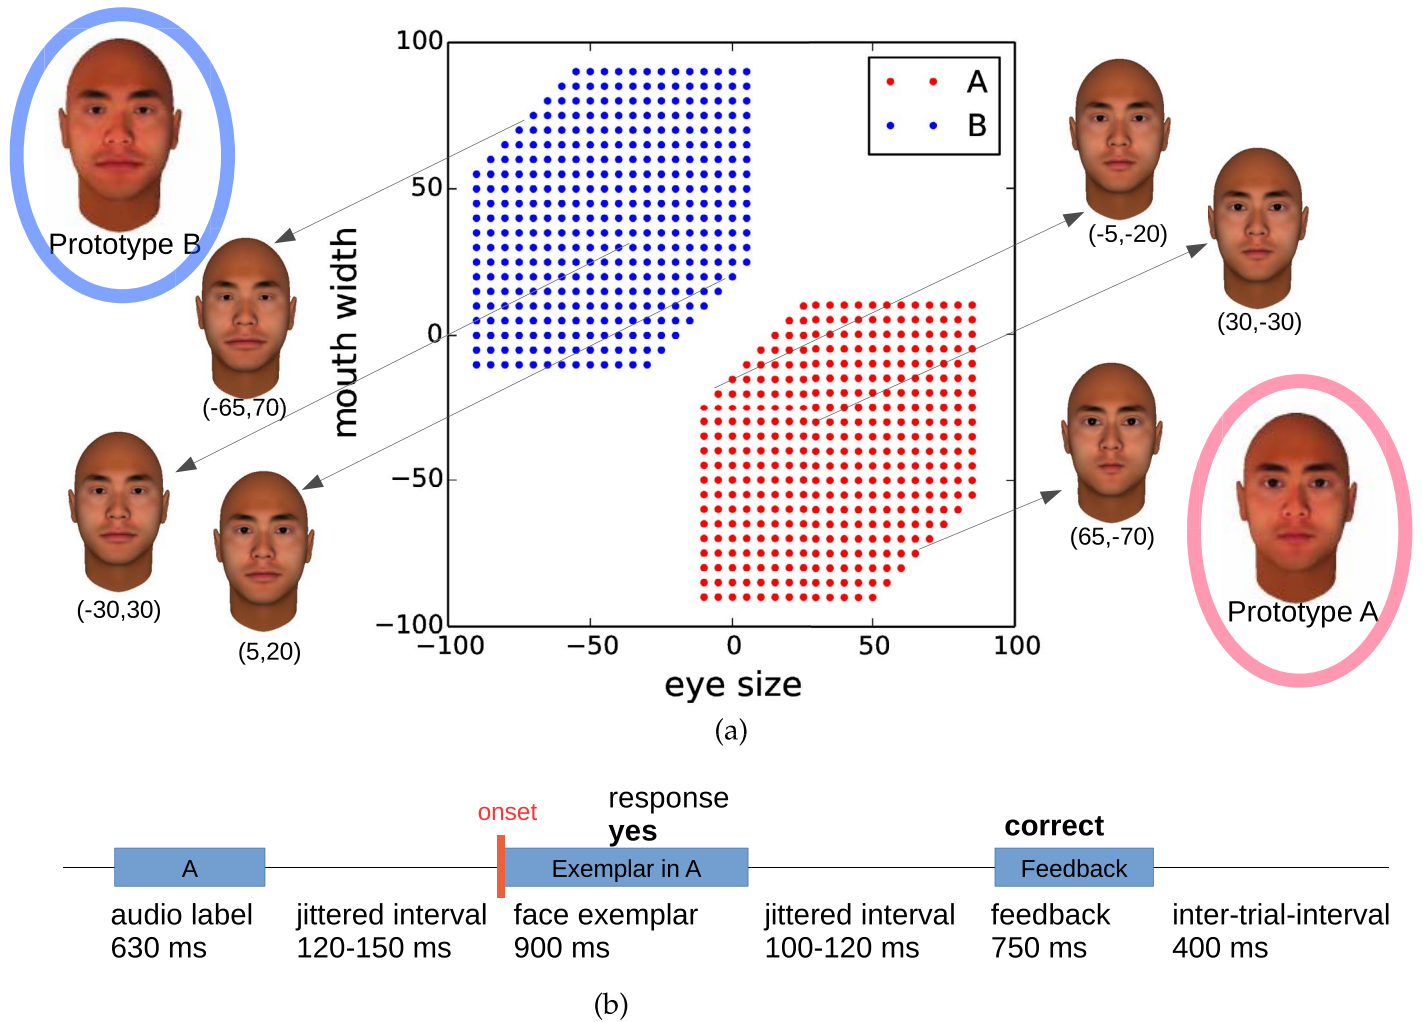 Prototype B
(-65,70)
(-30,30)
(5,20)
100
50
0
−50
−100
mouth width
−100
−50
0
50
100
eye size
A
B
(-5,-20)
(30,-30)
(65,-70)
Prototype A
(a)
onset
response
yes
correct
A
Exemplar in A
Feedback
audio label
630 ms
jittered interval
120-150 ms
face exemplar
900 ms
jittered interval
100-120 ms
feedback
750 ms
inter-trial-interval
400 ms
(b)